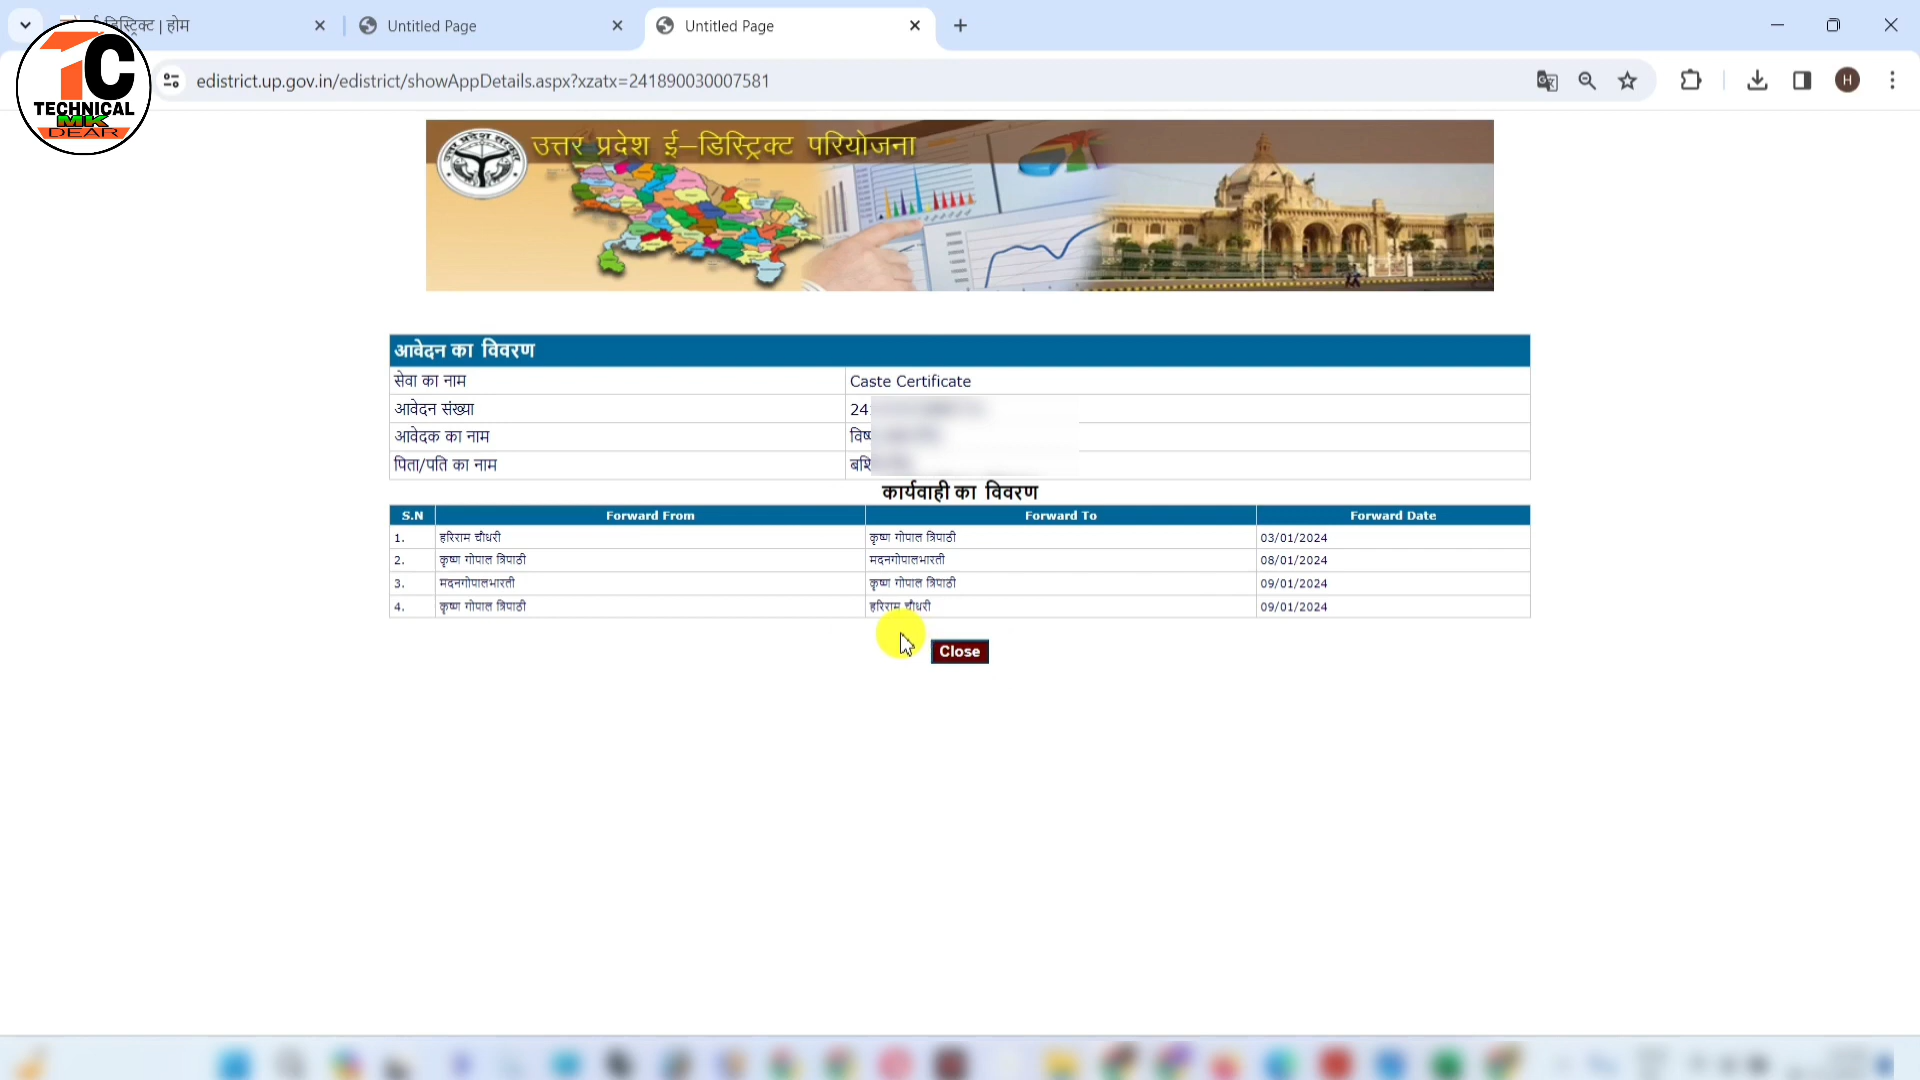 ई-डिस्ट्रिक्ट | होम
Untitled Page
Untitled Page
edistrict.up.gov.in/edistrict/showAppDetails.aspx?xzatx=241890030007581
H
TC
TECHNICAL
MK
DEAR
उत्तर प्रदेश ई–डिस्ट्रिक्ट परियोजना
आवेदन का विवरण
सेवा का नाम Caste Certificate
आवेदन संख्या 24
आवेदक का नाम
पिता/पति का नाम
कार्यवाही का विवरण
S.N Forward From Forward To Forward Date
1. हरिराम चौधरी कृष्ण गोपाल त्रिपाठी 03/01/2024
2. कृष्ण गोपाल त्रिपाठी मदनगोपालभारती 08/01/2024
3. मदनगोपालभारती कृष्ण गोपाल त्रिपाठी 09/01/2024
4. कृष्ण गोपाल त्रिपाठी हरिराम चौधरी 09/01/2024
Close